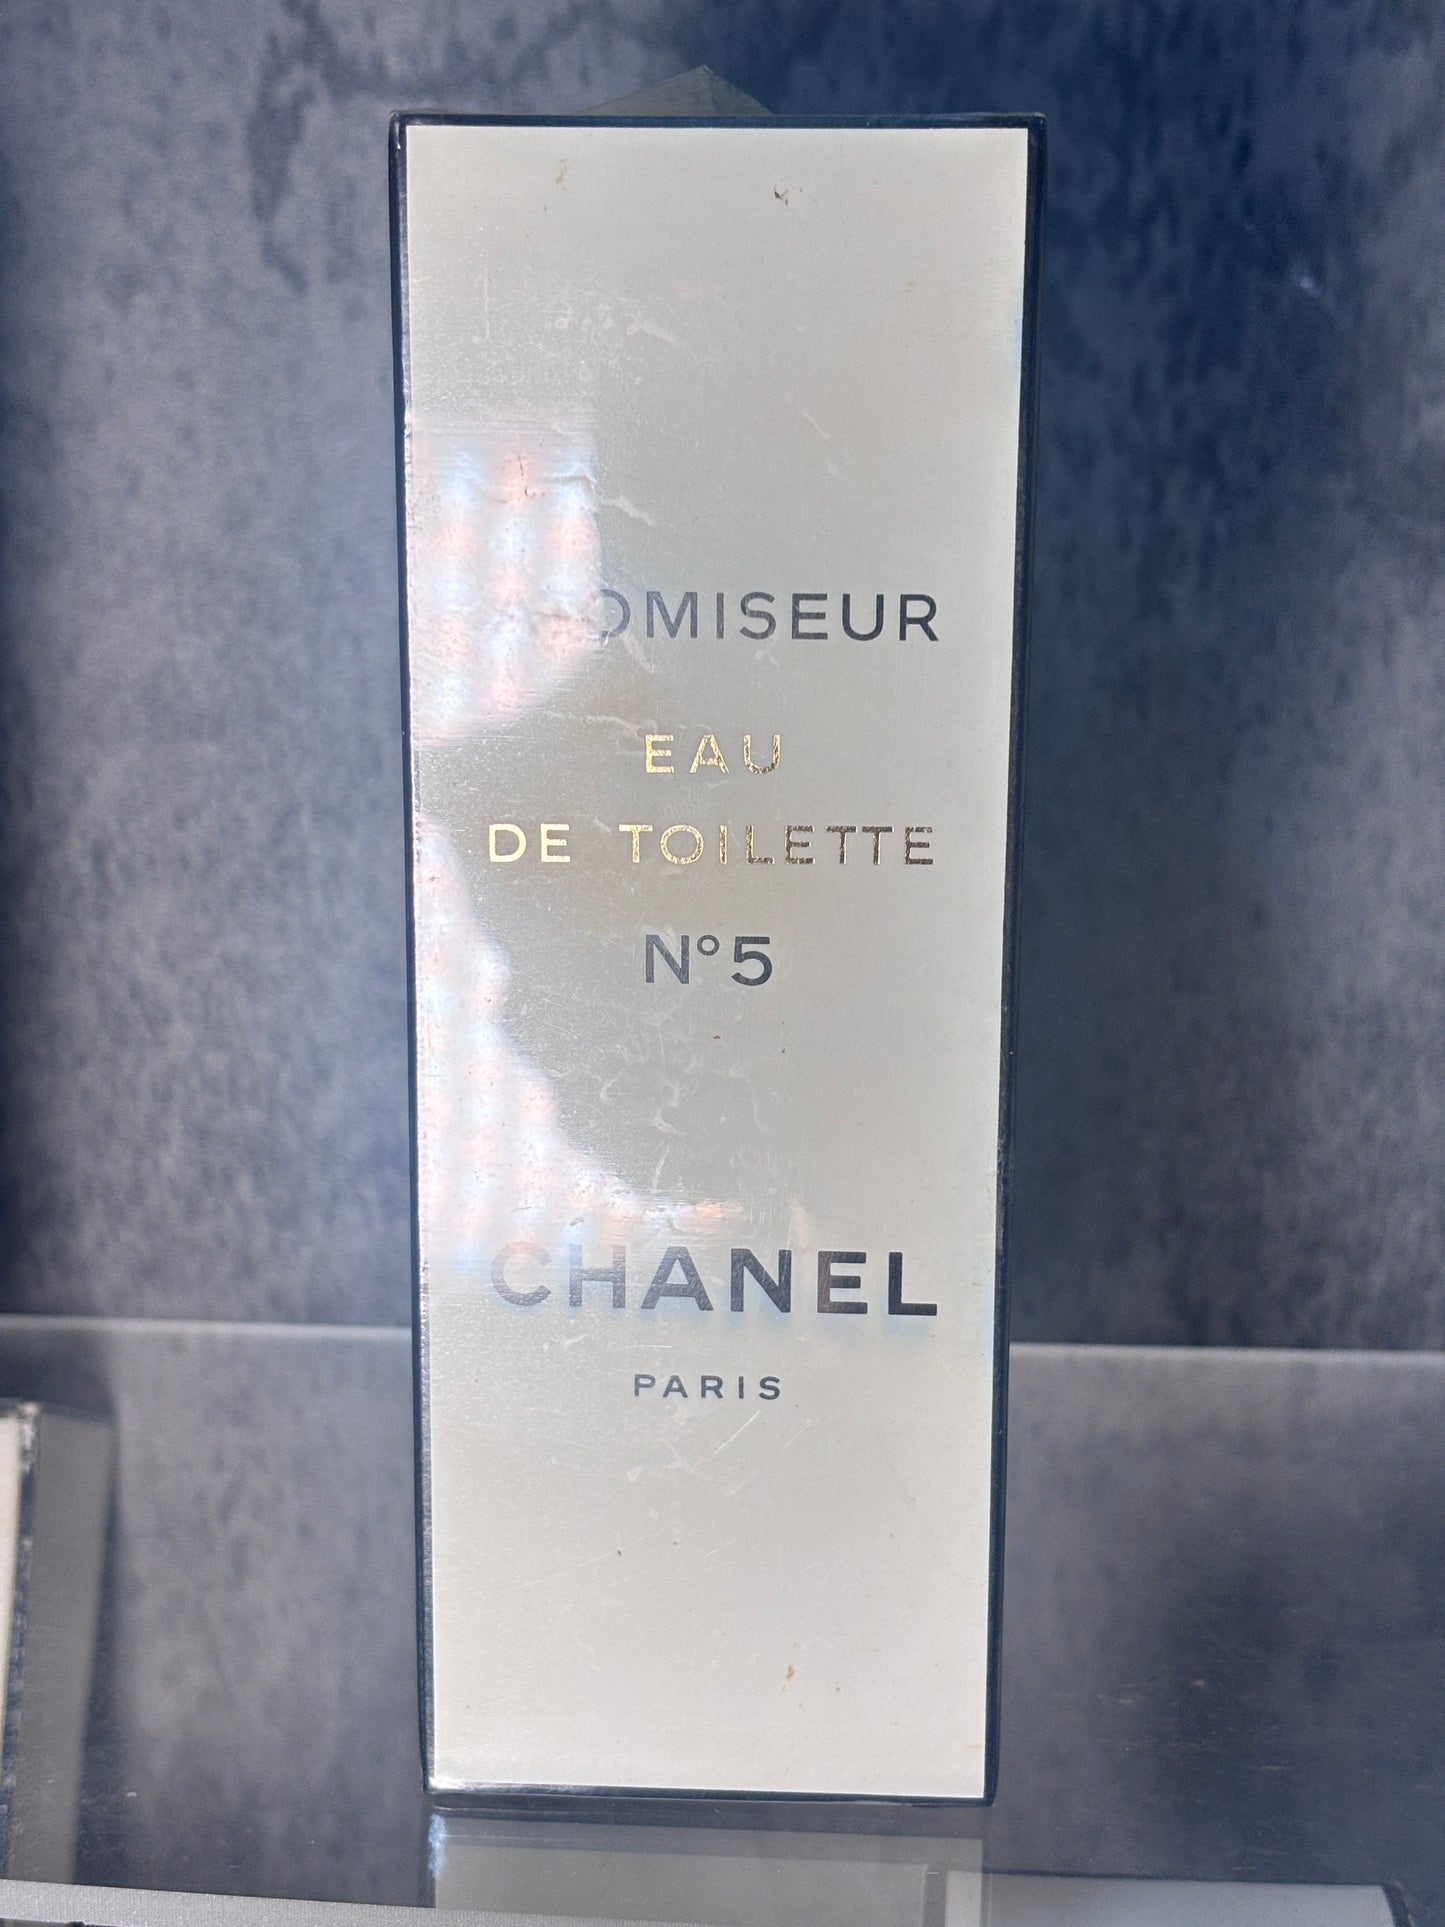 OMISEUR
EAU
DE TOILETTE
N°5
CHANEL
PARIS